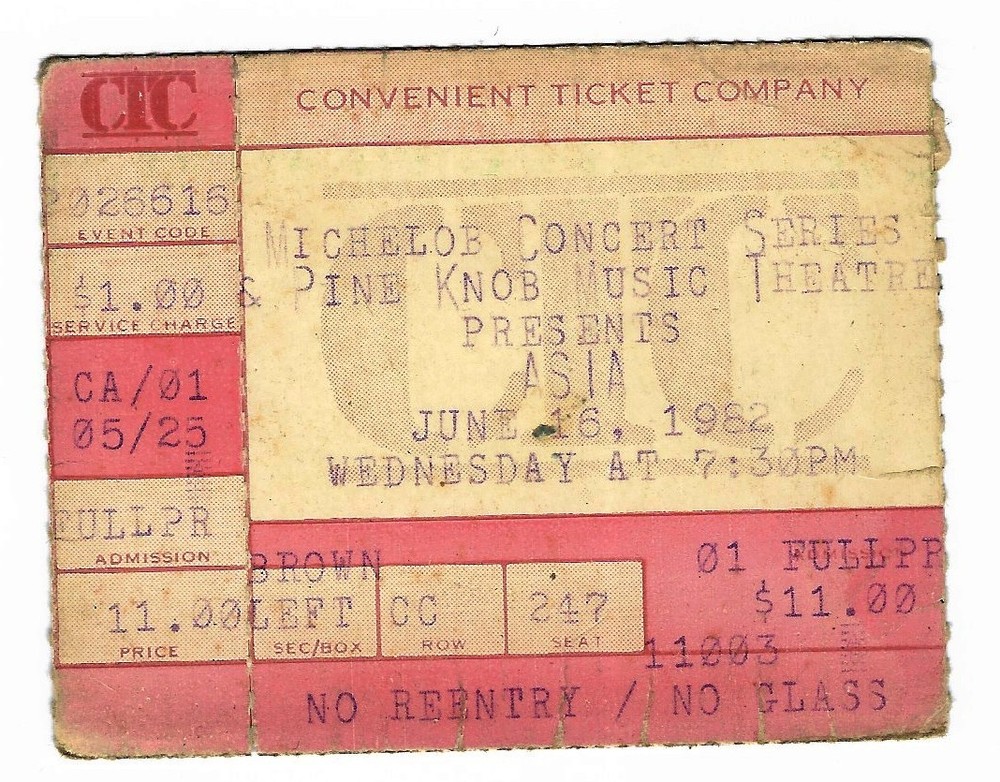 CTC
CONVENIENT TICKET COMPANY
026616
EVENT CODE
$1.00
SERVICE CHARGE
CA/01
05/25
FULLPR
ADMISSION
11.00
PRICE
MICHELOB CONCERT SERIES
& PINE KNOB MUSIC THEATRE
PRESENTS
ASIA
JUNE 16, 1982
WEDNESDAY AT 7:30PM
BROWN
LEFT CC 247
SEC/BOX ROW SEAT
01 FULLPR
$11.00
11003
NO REENTRY / NO GLASS